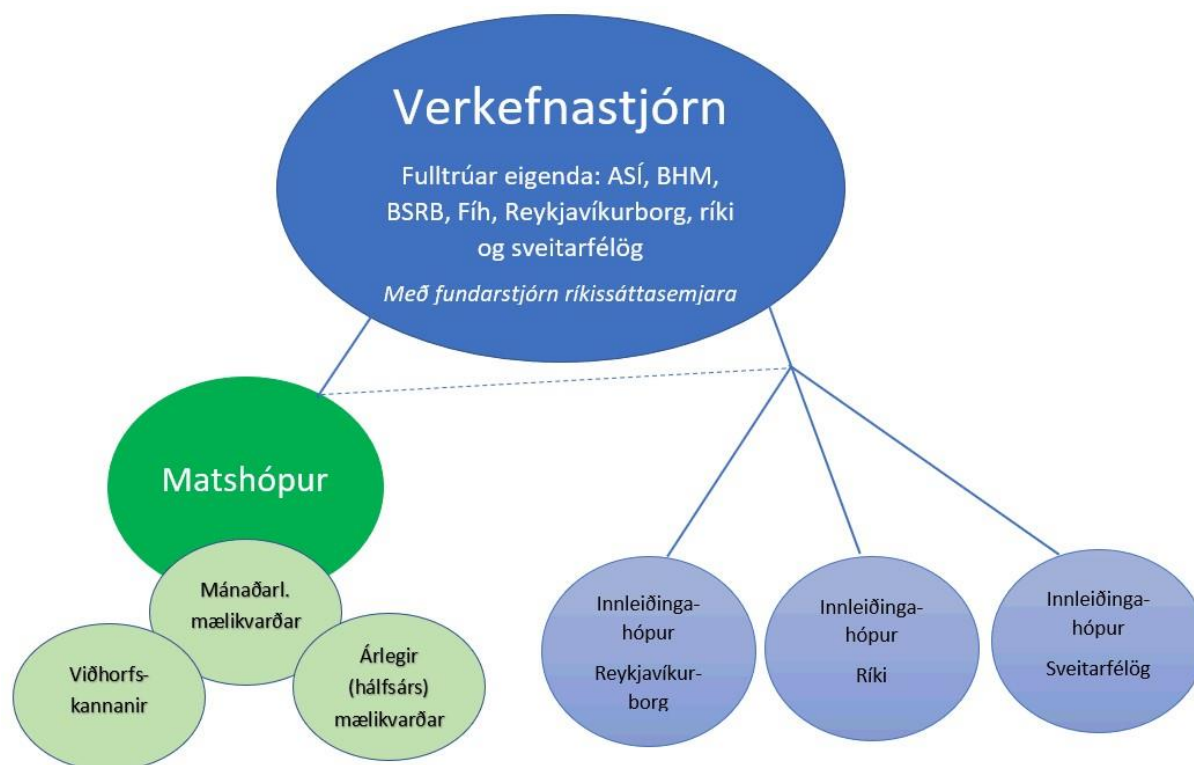 Verkefnastjórn
Fulltrúar eigenda: ASÍ, BHM,
BSRB, Fíh, Reykjavíkurborg, ríki
og sveitarfélög
Með fundarstjórn ríkissáttasemjara
Matshópur
Mánaðarl.
mælikvarðar
Viðhorfs-
kannanir
Árlegir
(hálfsárs)
mælikvarðar
Innleiðinga-
hópur
Reykjavíkur-
borg
Innleiðinga-
hópur
Ríki
Innleiðinga-
hópur
Sveitarfélög